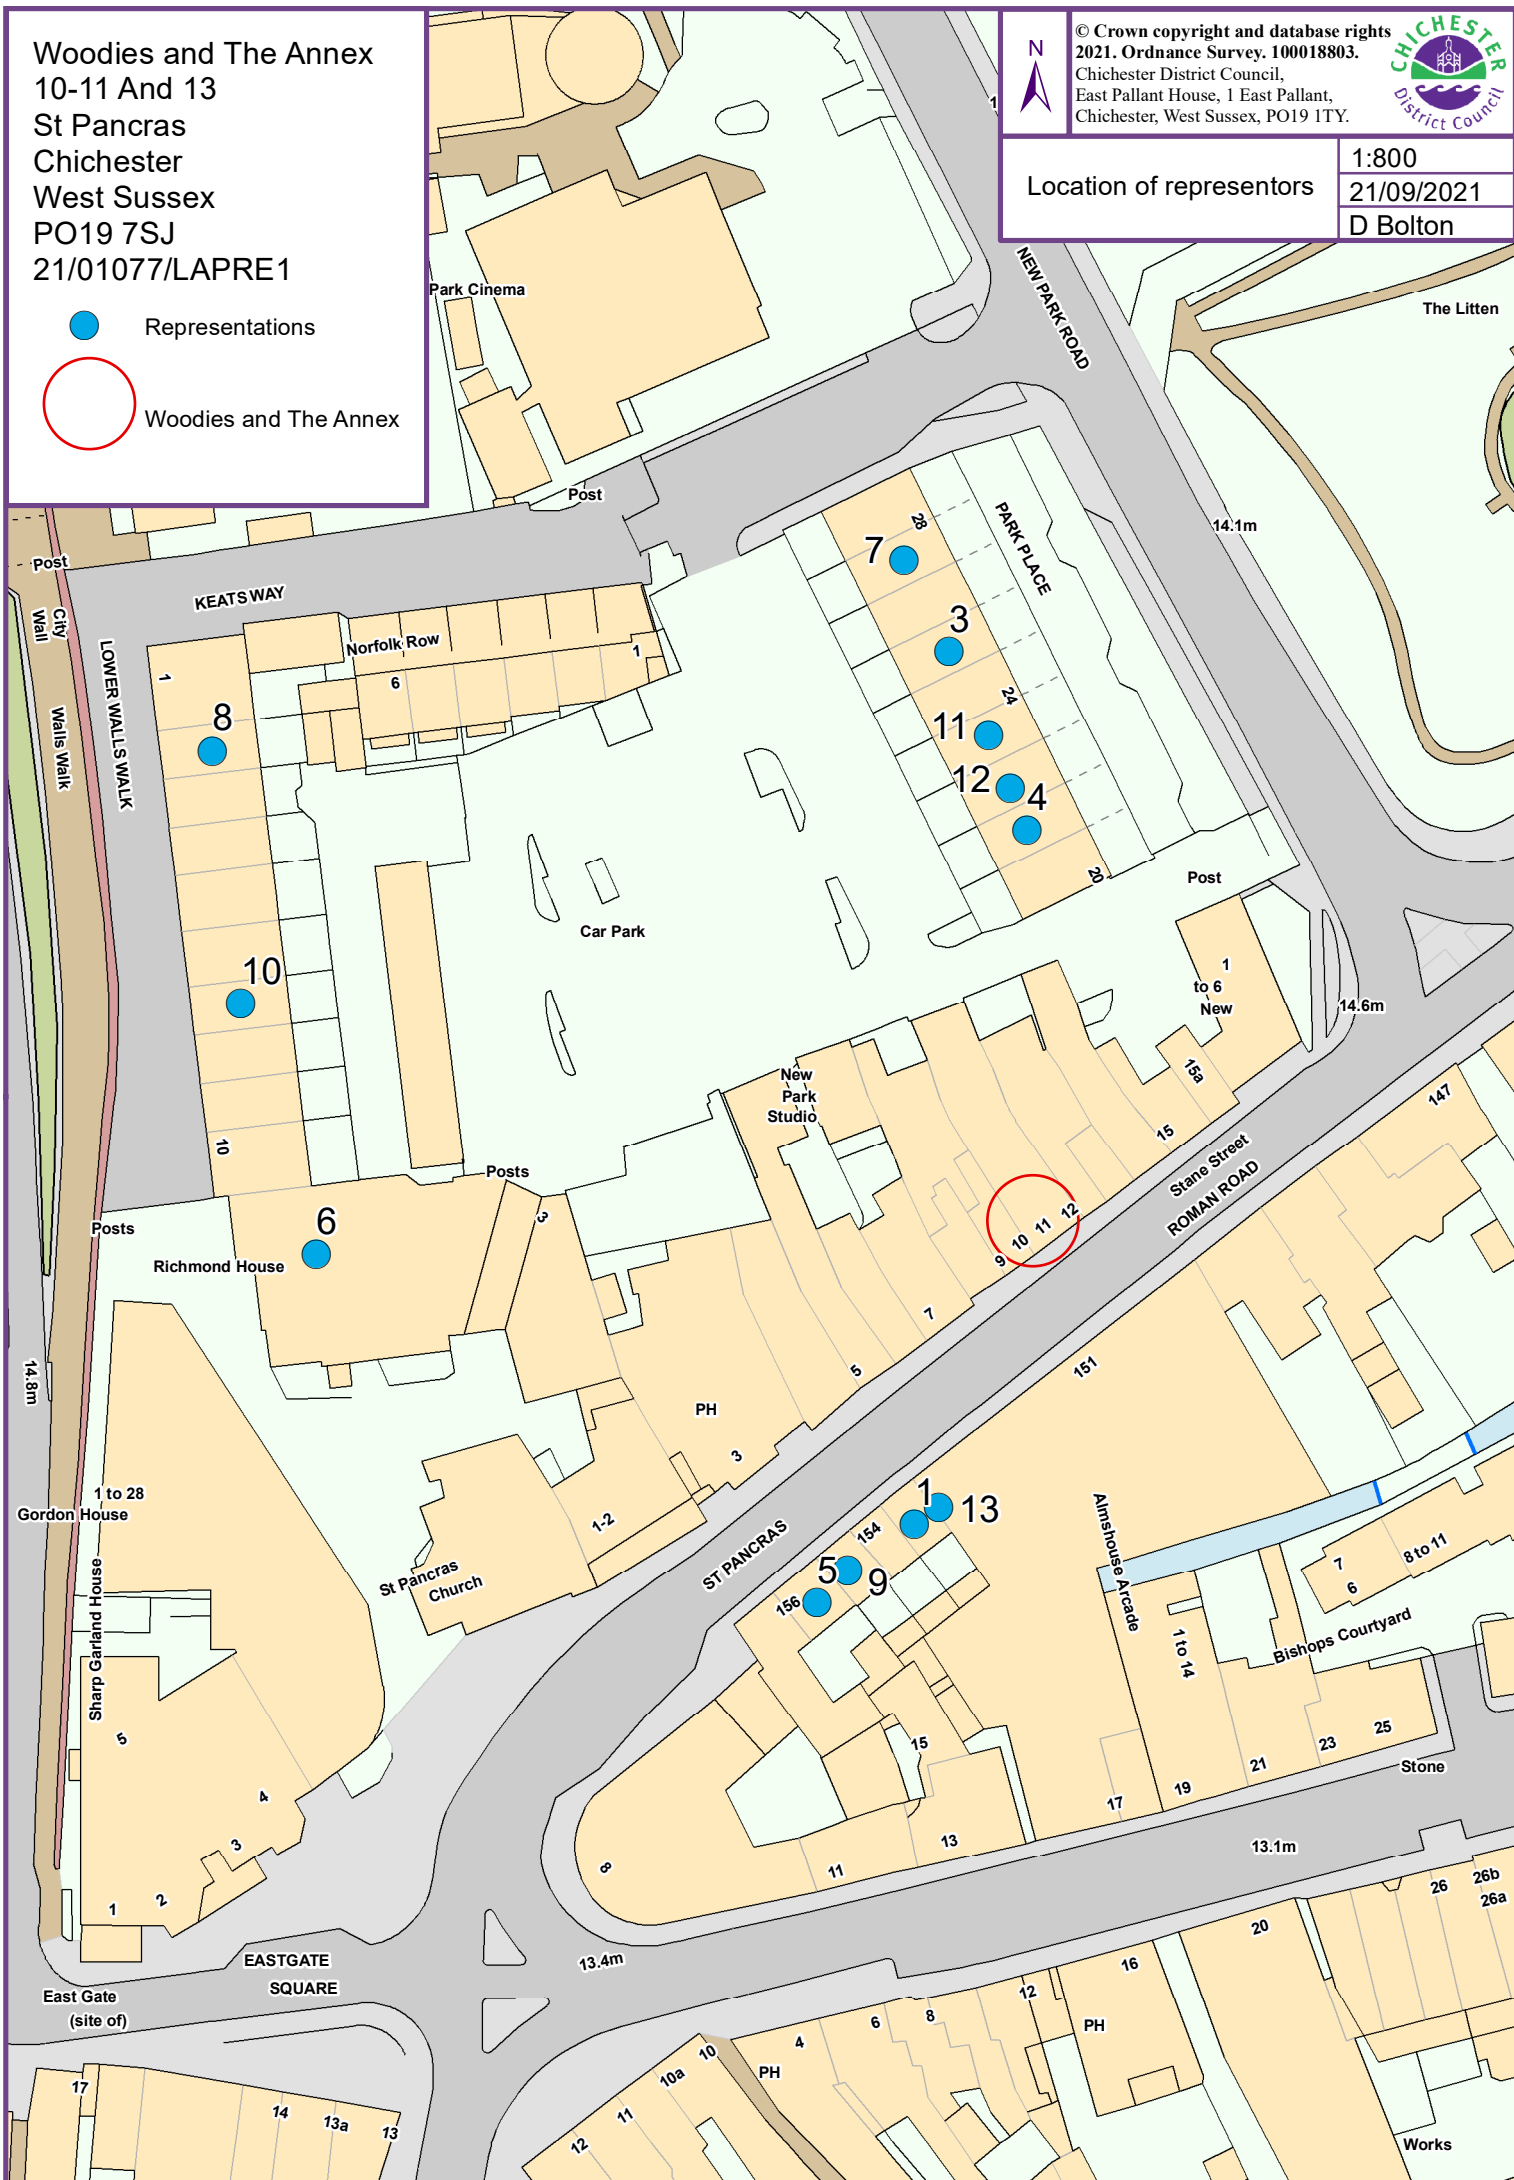 Woodies and The Annex
10-11 And 13
St Pancras
Chichester
West Sussex
PO19 7SJ
21/01077/LAPRE1
Representations
Woodies and The Annex
N
© Crown copyright and database rights
2021. Ordnance Survey. 100018803.
Chichester District Council,
East Pallant House, 1 East Pallant,
Chichester, West Sussex, PO19 1TY.
CHICHESTER
District Council
Location of representors
1:800
21/09/2021
D Bolton
Park Cinema
NEW PARK ROAD
The Litten
Post
14.1m
Post
City
Wall
KEATS WAY
LOWER WALLS WALK
Walls Walk
Norfolk Row
1
6
1
8
28
PARK PLACE
7
3
24
11
12
4
20
Post
Car Park
10
10
1
to 6
New
14.6m
New
Park
Studio
15a
15
147
Stane Street
ROMAN ROAD
Posts
Posts
6
Richmond House
3
12
11
10
9
7
5
151
14.8m
PH
3
1 to 28
Gordon House
Sharp Garland House
1-2
St Pancras
Church
ST PANCRAS
1
13
154
5
9
156
Almshouse Arcade
7
6
8 to 11
1 to 14
Bishops Courtyard
5
4
3
2
1
15
25
23
21
19
17
Stone
13
11
8
13.1m
26
26b
26a
20
13.4m
EASTGATE
SQUARE
East Gate
(site of)
16
12
PH
8
6
4
PH
10
10a
11
12
17
14
13a
13
Works